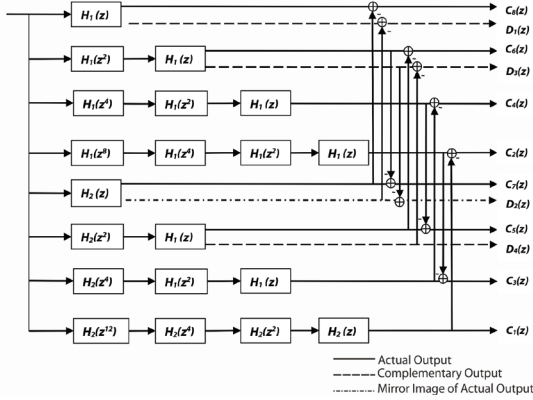 H₁(z) C₈(z)
D₁(z)
H₁(z²) H₁(z) C₆(z)
D₃(z)
H₁(z⁴) H₁(z²) H₁(z) C₄(z)
H₁(z⁸) H₁(z⁴) H₁(z²) H₁(z) C₂(z)
C₇(z)
H₂(z) D₂(z)
H₂(z²) H₁(z) C₅(z)
D₄(z)
H₂(z⁴) H₁(z²) H₁(z) C₃(z)
H₂(z¹²) H₂(z⁴) H₂(z²) H₂(z) C₁(z)
Actual Output
Complementary Output
Mirror Image of Actual Output